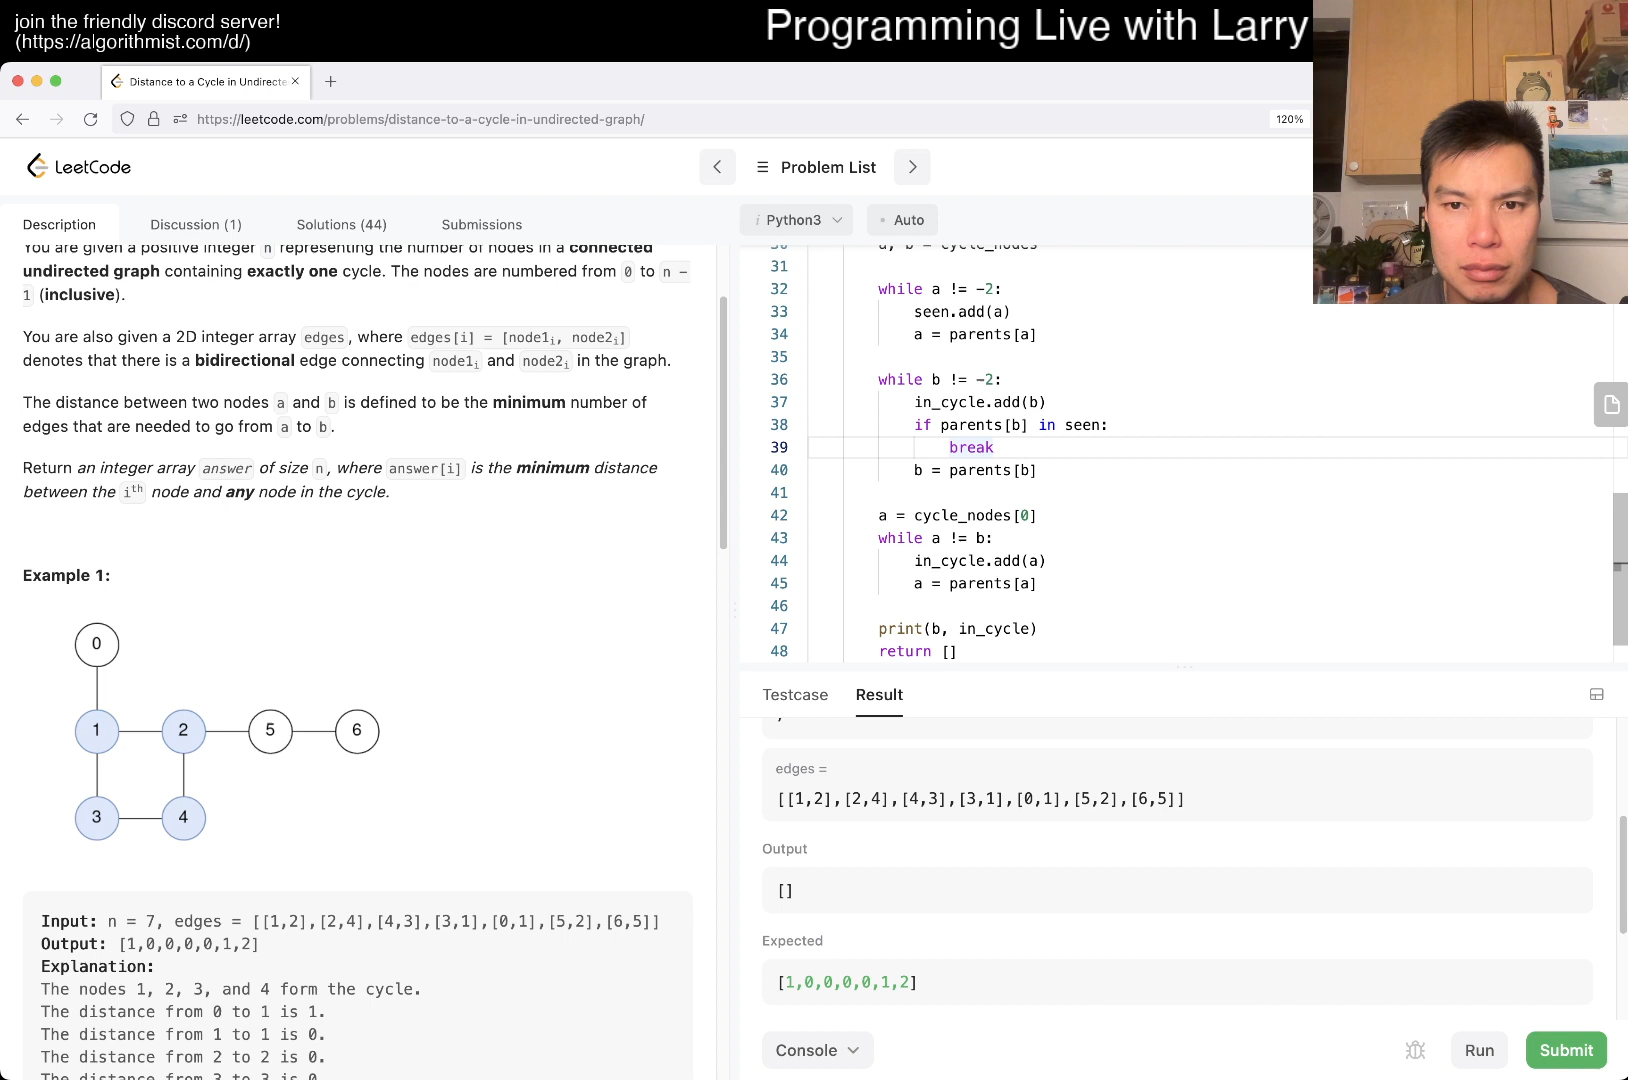 join the friendly discord server!
(https://algorithmist.com/d/)
Programming Live with Larry
Distance to a Cycle in Undirecte
https://leetcode.com/problems/distance-to-a-cycle-in-undirected-graph/
120%
LeetCode
Problem List
Description
Discussion (1)
Solutions (44)
Submissions
i Python3
Auto
You are given a positive integer n representing the number of nodes in a connected
undirected graph containing exactly one cycle. The nodes are numbered from 0 to n -
1 (inclusive).
You are also given a 2D integer array edges, where edges[i] = [node1i, node2i]
denotes that there is a bidirectional edge connecting node1i and node2i in the graph.
The distance between two nodes a and b is defined to be the minimum number of
edges that are needed to go from a to b.
Return an integer array answer of size n, where answer[i] is the minimum distance
between the ith node and any node in the cycle.
Example 1:
0
1
2
5
6
3
4
Input: n = 7, edges = [[1,2],[2,4],[4,3],[3,1],[0,1],[5,2],[6,5]]
Output: [1,0,0,0,0,1,2]
Explanation:
The nodes 1, 2, 3, and 4 form the cycle.
The distance from 0 to 1 is 1.
The distance from 1 to 1 is 0.
The distance from 2 to 2 is 0.
The distance from 3 to 3 is 0.
30 a, b = cycle_nodes
31
32 while a != -2:
33 seen.add(a)
34 a = parents[a]
35
36 while b != -2:
37 in_cycle.add(b)
38 if parents[b] in seen:
39 break
40 b = parents[b]
41
42 a = cycle_nodes[0]
43 while a != b:
44 in_cycle.add(a)
45 a = parents[a]
46
47 print(b, in_cycle)
48 return []
Testcase
Result
edges =
[[1,2],[2,4],[4,3],[3,1],[0,1],[5,2],[6,5]]
Output
[]
Expected
[1,0,0,0,0,1,2]
Console
Run
Submit